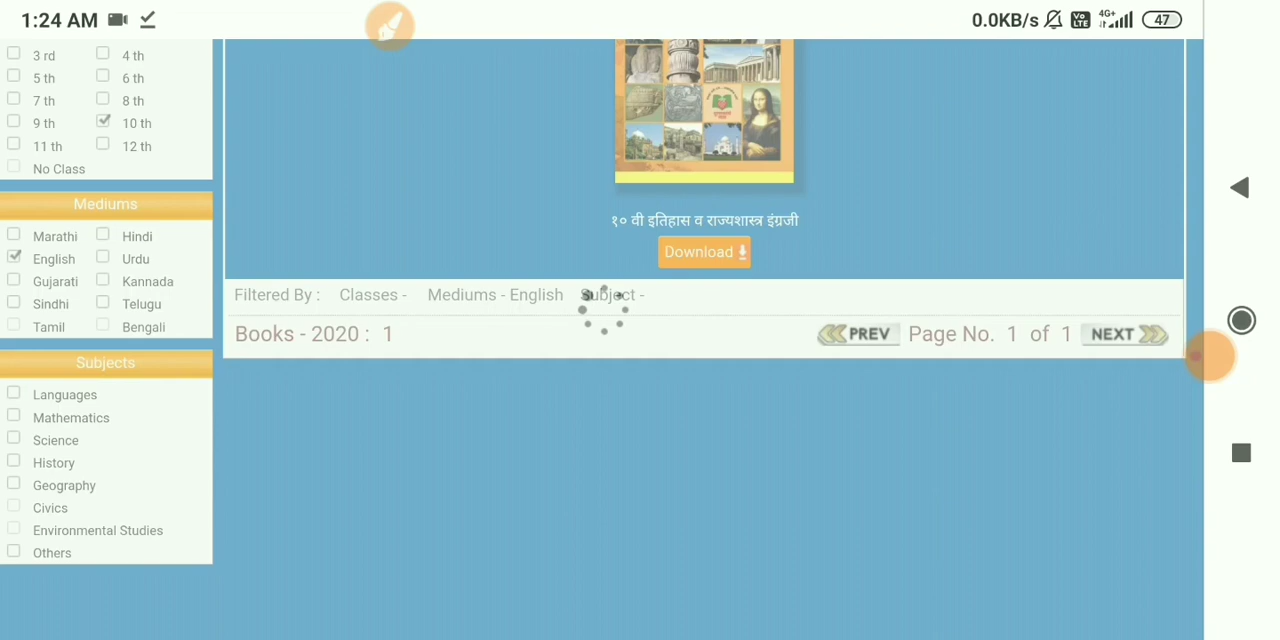 1:24 AM
0.0KB/s Vo LTE 4G+ 47
3 rd 4 th
5 th 6 th
7 th 8 th
9 th 10 th
11 th 12 th
No Class
Mediums
Marathi Hindi
English Urdu
Gujarati Kannada
Sindhi Telugu
Tamil Bengali
Subjects
Languages
Mathematics
Science
History
Geography
Civics
Environmental Studies
Others
१० वी इतिहास व राज्यशास्त्र इंग्रजी
Download
Filtered By : Classes - Mediums - English Subject -
Books - 2020 : 1 PREV Page No. 1 of 1 NEXT